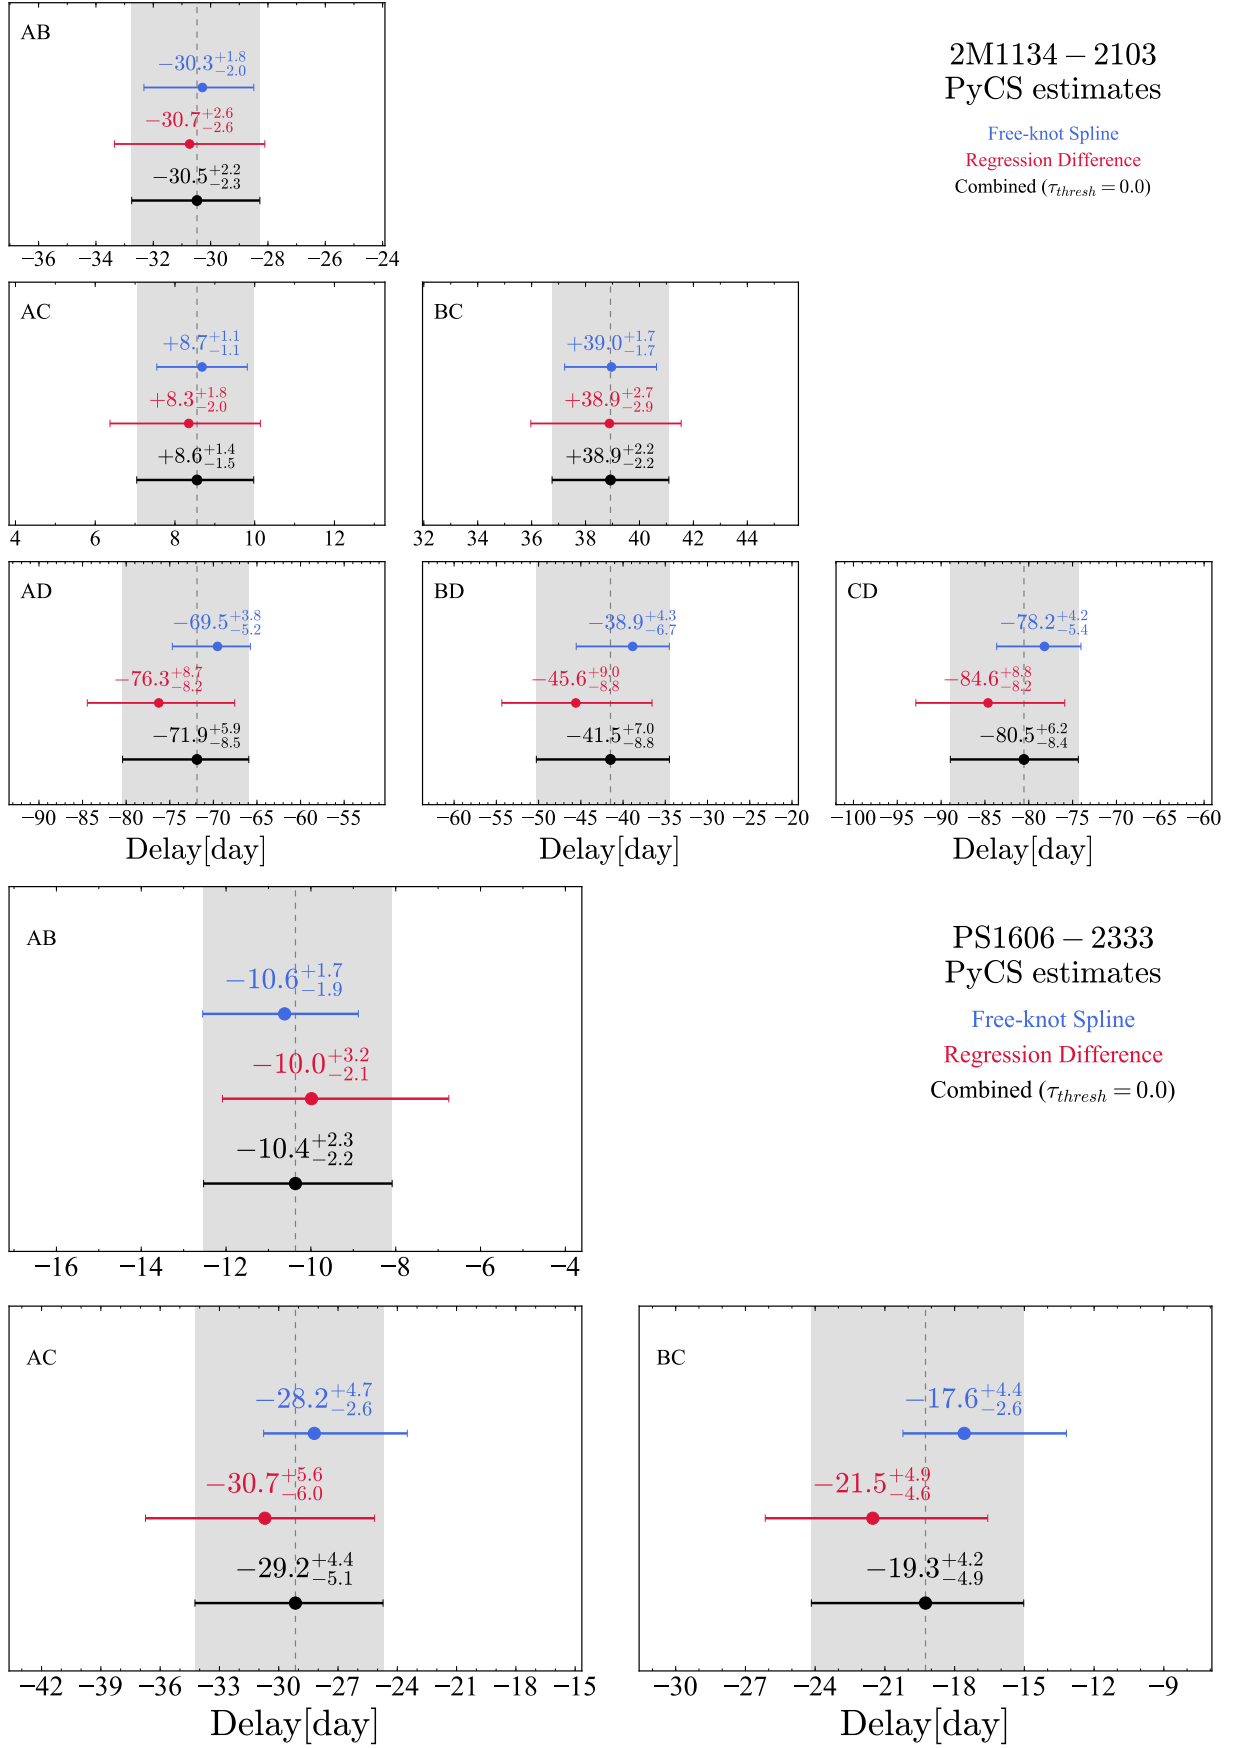 AB
2M1134 − 2103
PyCS estimates
Free-knot Spline
Regression Difference
Combined (τ_thresh = 0.0)
−30.3 +1.8 −2.0
−30.7 +2.6 −2.6
−30.5 +2.2 −2.3
−36 −34 −32 −30 −28 −26 −24
AC
+8.7 +1.1 −1.1
+8.3 +1.8 −2.0
+8.6 +1.4 −1.5
4 6 8 10 12
BC
+39.0 +1.7 −1.7
+38.9 +2.7 −2.9
+38.9 +2.2 −2.2
32 34 36 38 40 42 44
AD
−69.5 +3.8 −5.2
−76.3 +8.7 −8.2
−71.9 +5.9 −8.5
−90 −85 −80 −75 −70 −65 −60 −55
Delay[day]
BD
−38.9 +4.3 −6.7
−45.6 +9.0 −8.8
−41.5 +7.0 −8.8
−60 −55 −50 −45 −40 −35 −30 −25 −20
Delay[day]
CD
−78.2 +4.2 −5.4
−84.6 +8.8 −8.2
−80.5 +6.2 −8.4
−100 −95 −90 −85 −80 −75 −70 −65 −60
Delay[day]
AB
PS1606 − 2333
PyCS estimates
Free-knot Spline
Regression Difference
Combined (τ_thresh = 0.0)
−10.6 +1.7 −1.9
−10.0 +3.2 −2.1
−10.4 +2.3 −2.2
−16 −14 −12 −10 −8 −6 −4
AC
−28.2 +4.7 −2.6
−30.7 +5.6 −6.0
−29.2 +4.4 −5.1
−42 −39 −36 −33 −30 −27 −24 −21 −18 −15
Delay[day]
BC
−17.6 +4.4 −2.6
−21.5 +4.9 −4.6
−19.3 +4.2 −4.9
−30 −27 −24 −21 −18 −15 −12 −9
Delay[day]